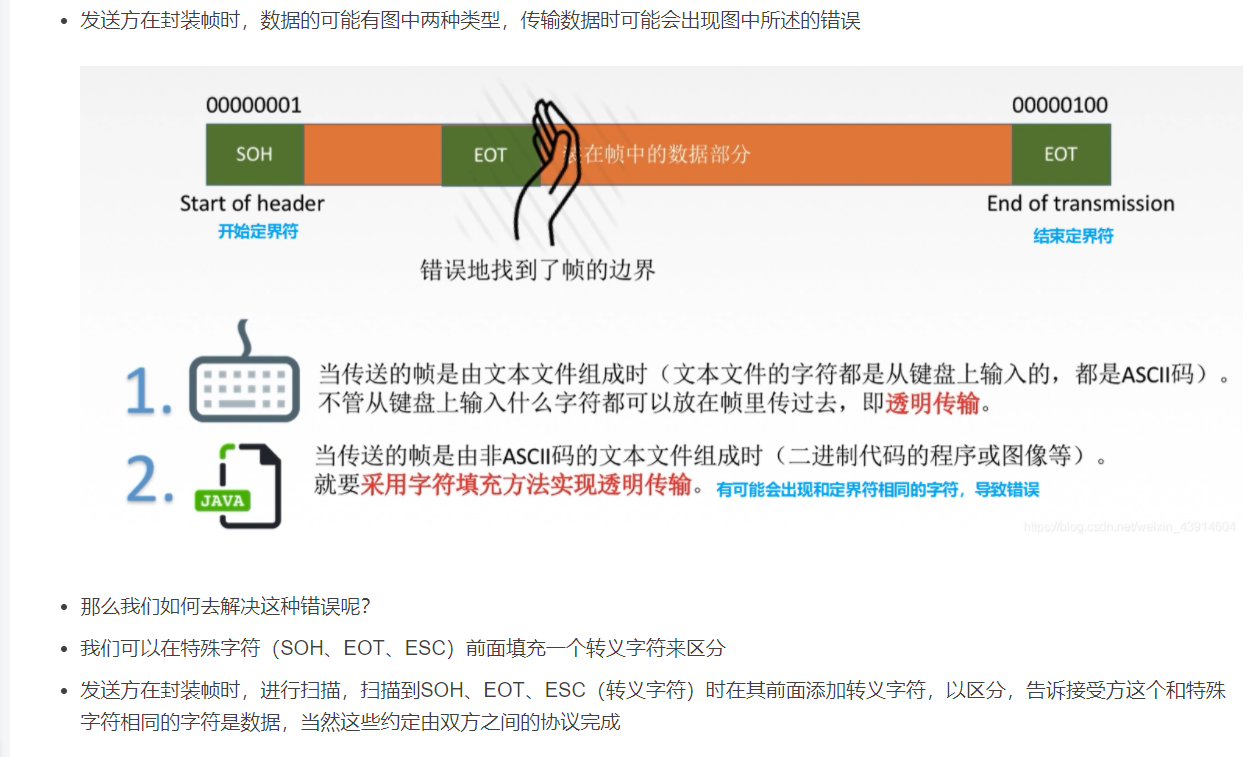 发送方在封装帧时，数据的可能有图中两种类型，传输数据时可能会出现图中所述的错误
00000001
00000100
SOH
EOT
装在帧中的数据部分
EOT
Start of header
End of transmission
开始定界符
结束定界符
错误地找到了帧的边界
1.
当传送的帧是由文本文件组成时（文本文件的字符都是从键盘上输入的，都是ASCII码）。
不管从键盘上输入什么字符都可以放在帧里传过去，即透明传输。
2.
JAVA
当传送的帧是由非ASCII码的文本文件组成时（二进制代码的程序或图像等）。
就要采用字符填充方法实现透明传输。 有可能会出现和定界符相同的字符，导致错误
https://blog.csdn.net/weixin_43914604
那么我们如何去解决这种错误呢？
我们可以在特殊字符（SOH、EOT、ESC）前面填充一个转义字符来区分
发送方在封装帧时，进行扫描，扫描到SOH、EOT、ESC（转义字符）时在其前面添加转义字符，以区分，告诉接受方这个和特殊
字符相同的字符是数据，当然这些约定由双方之间的协议完成